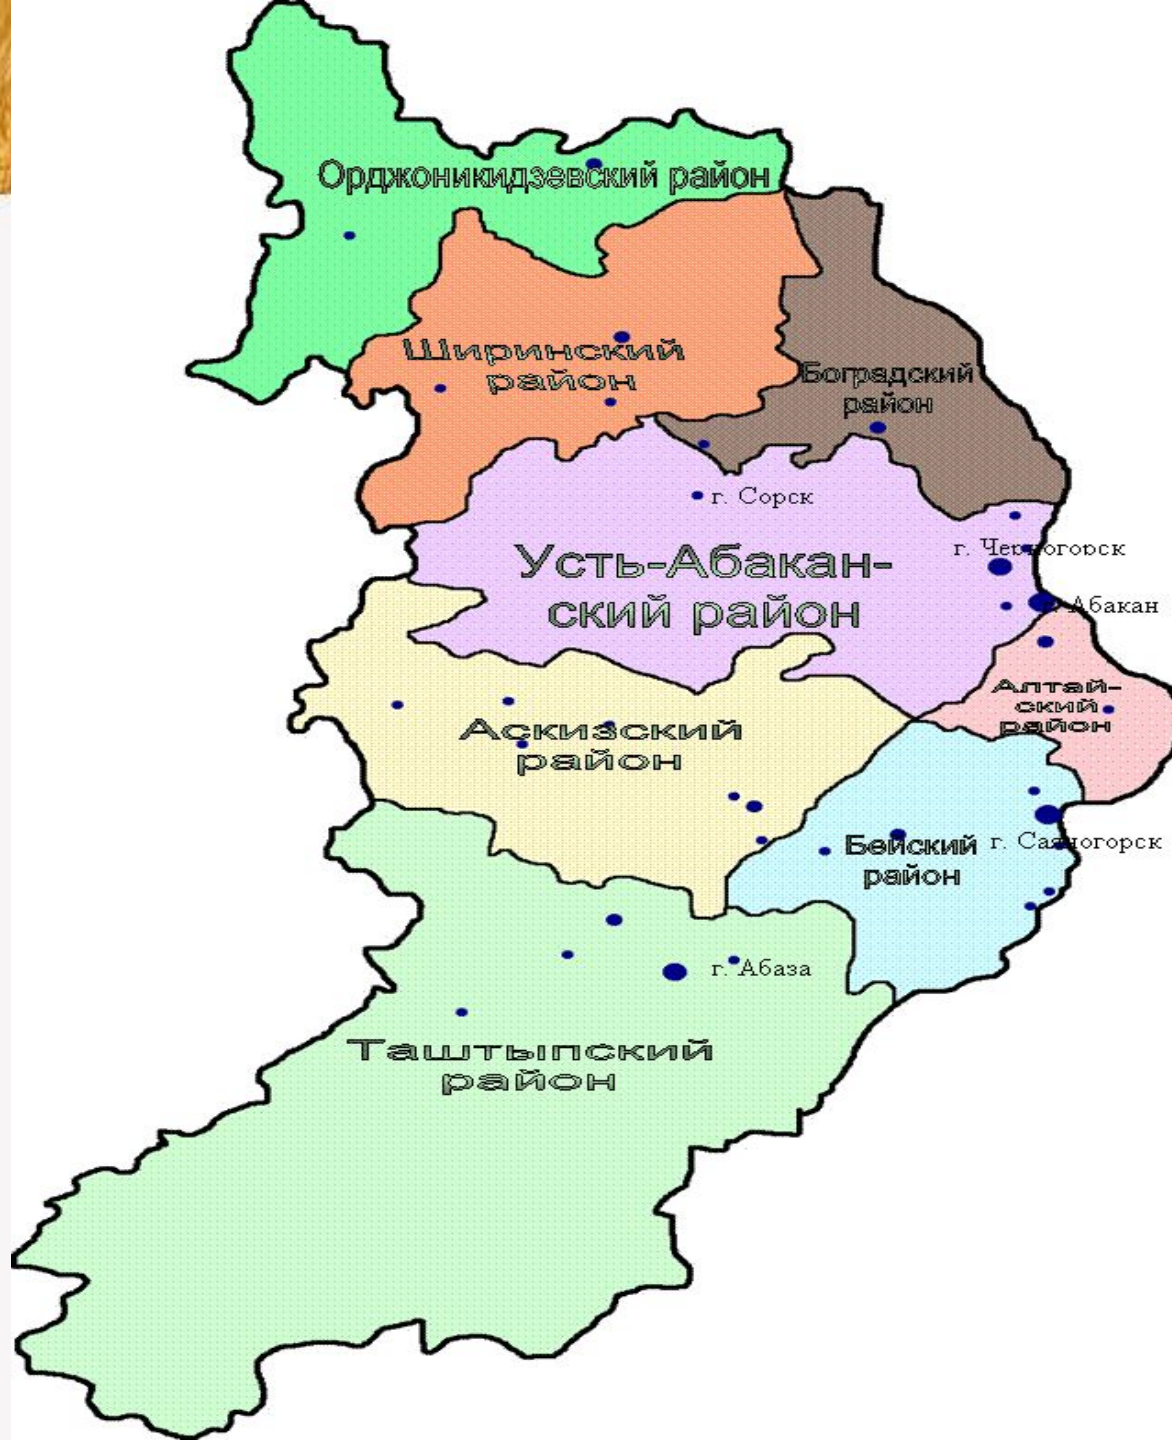 Орджоникидзевский район
Ширинский
район
Боградский
район
г. Сорск
Усть-Абакан-
ский район
г. Черногорск
г. Абакан
Алтай-
ский
район
Аскизский
район
Бейский
район
г. Саяногорск
г. Абаза
Таштыпский
район